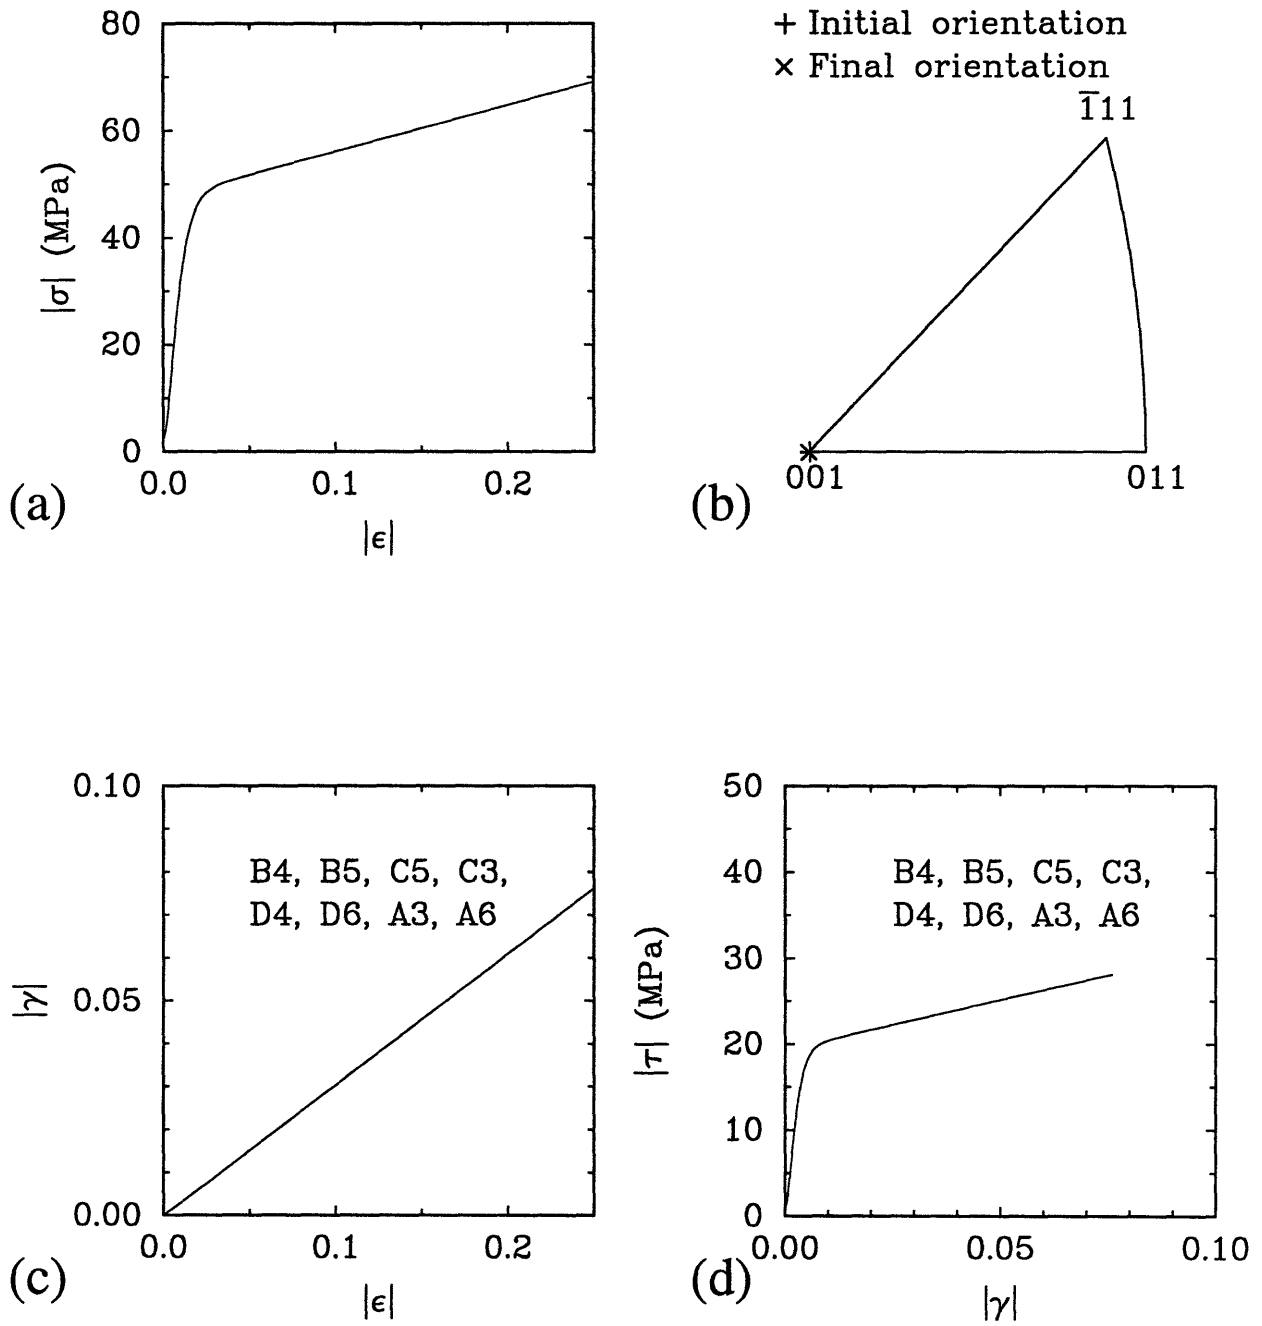 80
60
40
20
0
|σ| (MPa)
0.0 0.1 0.2
|ϵ|
(a)
+ Initial orientation
× Final orientation
1̅11
001 011
(b)
0.10
0.05
0.00
|γ|
B4, B5, C5, C3,
D4, D6, A3, A6
0.0 0.1 0.2
|ϵ|
(c)
50
40
30
20
10
0
|τ| (MPa)
B4, B5, C5, C3,
D4, D6, A3, A6
0.00 0.05 0.10
|γ|
(d)